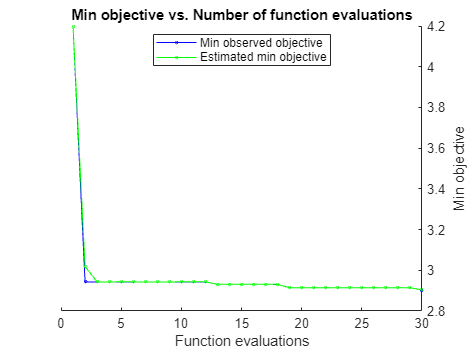 Min objective vs. Number of function evaluations
Min observed objective
Estimated min objective
4.2
4
3.8
3.6
3.4
3.2
3
2.8
Min objective
0 5 10 15 20 25 30
Function evaluations